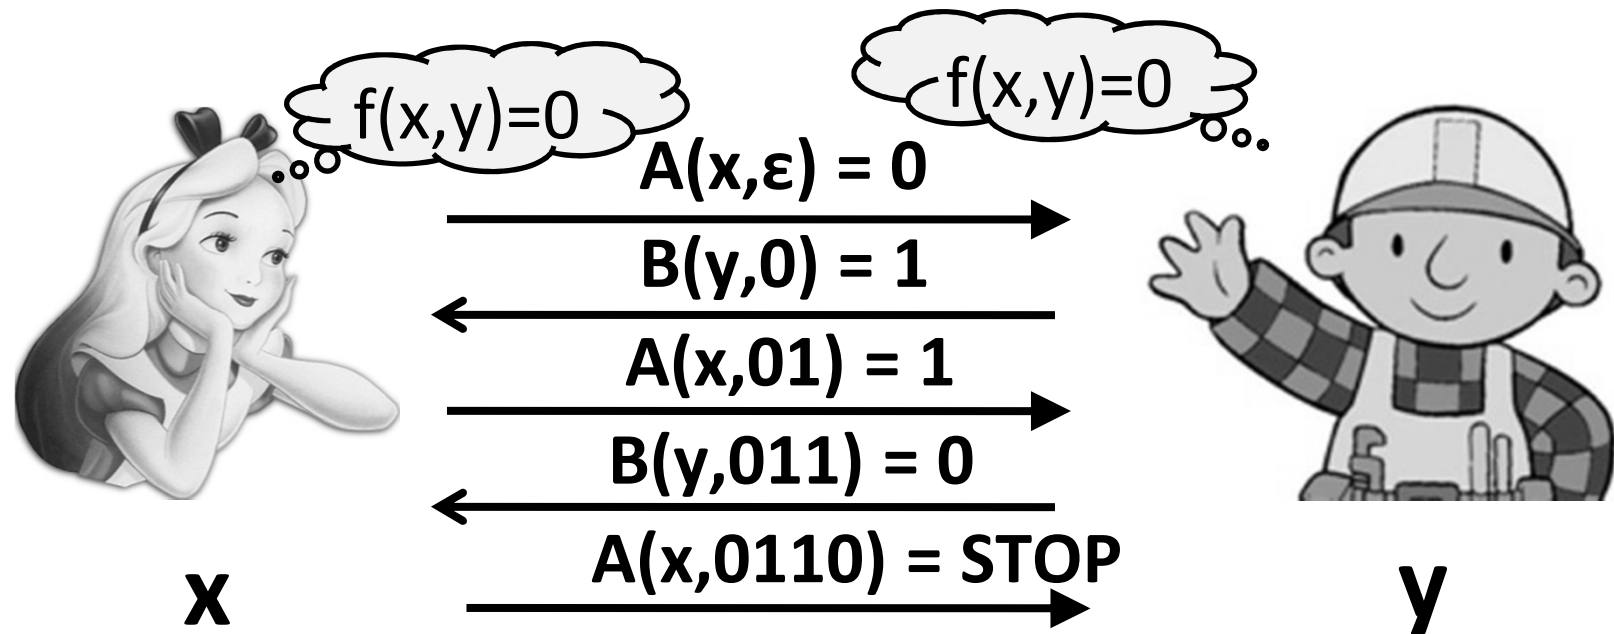 f(x,y)=0
f(x,y)=0
A(x,ε) = 0
B(y,0) = 1
A(x,01) = 1
B(y,011) = 0
A(x,0110) = STOP
x
y